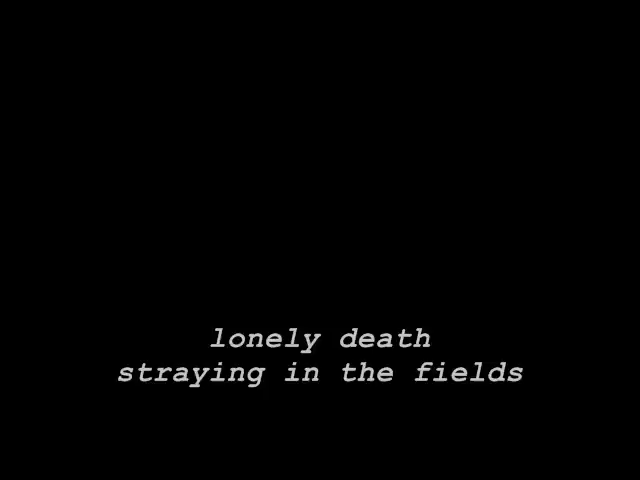 lonely death
straying in the fields